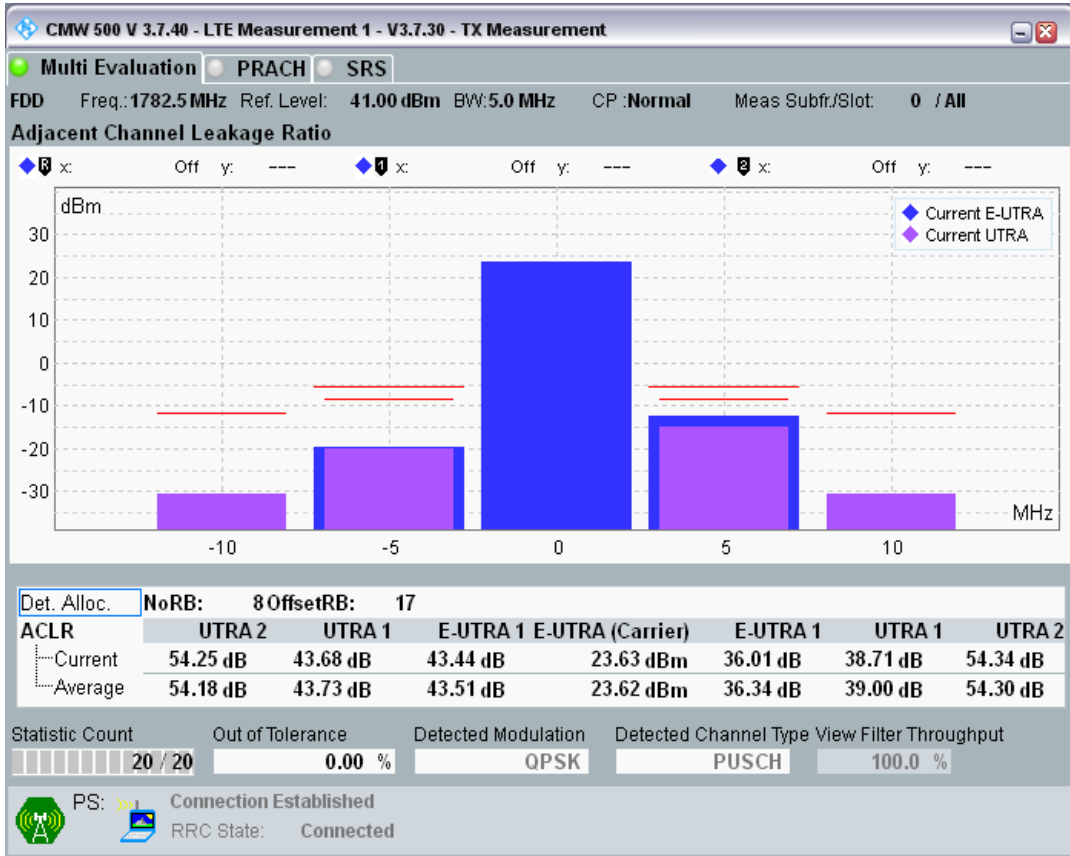 CMW 500 V 3.7.40 - LTE Measurement 1 - V3.7.30 - TX Measurement
Multi Evaluation PRACH SRS
FDD Freq.:1782.5 MHz Ref. Level: 41.00 dBm BW:5.0 MHz CP :Normal Meas Subfr./Slot: 0 / All
Adjacent Channel Leakage Ratio
R x: Off y: --- 1 x: Off y: --- 2 x: Off y: ---
dBm
Current E-UTRA
Current UTRA
30
20
10
0
-10
-20
-30
MHz
-10 -5 0 5 10
Det. Alloc. NoRB: 8 OffsetRB: 17
ACLR UTRA 2 UTRA 1 E-UTRA 1 E-UTRA (Carrier) E-UTRA 1 UTRA 1 UTRA 2
Current 54.25 dB 43.68 dB 43.44 dB 23.63 dBm 36.01 dB 38.71 dB 54.34 dB
Average 54.18 dB 43.73 dB 43.51 dB 23.62 dBm 36.34 dB 39.00 dB 54.30 dB
Statistic Count Out of Tolerance Detected Modulation Detected Channel Type View Filter Throughput
20 / 20 0.00 % QPSK PUSCH 100.0 %
PS: Connection Established
RRC State: Connected